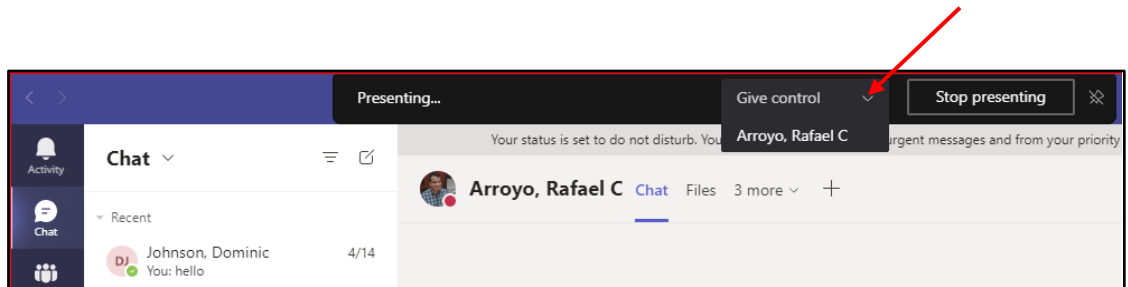 Presenting...
Give control
Stop presenting
Arroyo, Rafael C
Your status is set to do not disturb. You
urgent messages and from your priority
Activity
Chat
Arroyo, Rafael C
Chat
Files
3 more
Chat
Recent
Johnson, Dominic
4/14
DJ
You: hello